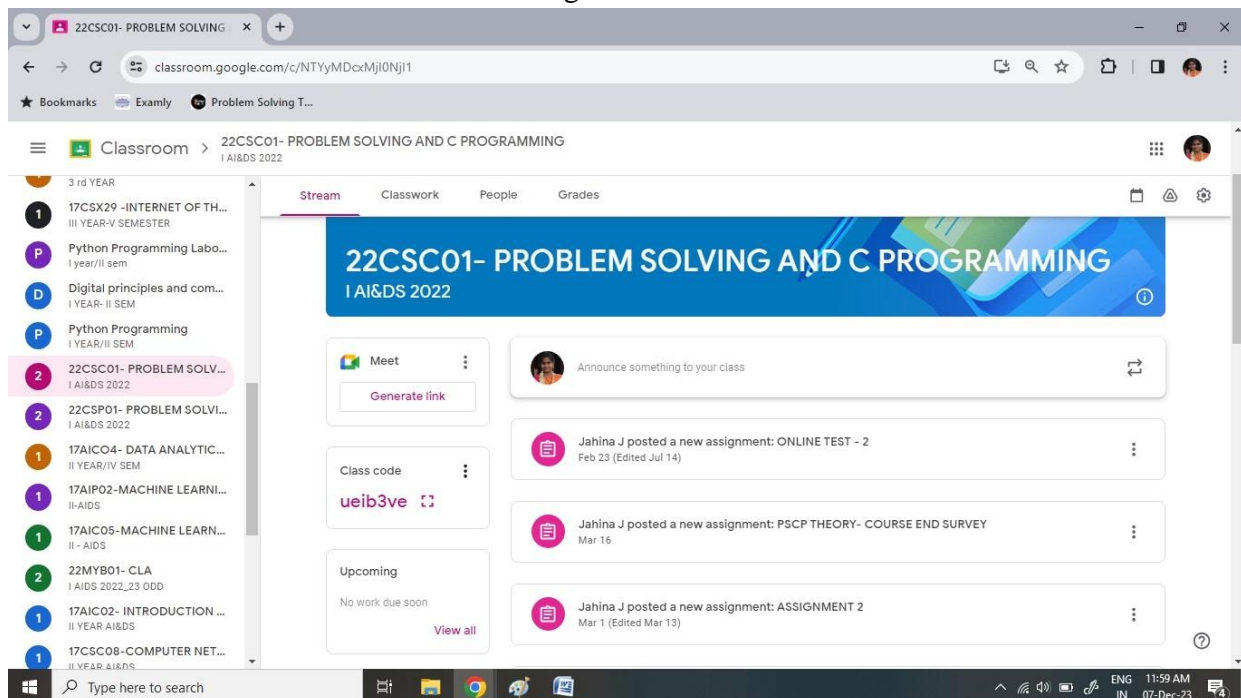 22CSC01- PROBLEM SOLVING
classroom.google.com/c/NTYyMDcxMjI0NjI1
Bookmarks Examly Problem Solving T...
Classroom > 22CSC01- PROBLEM SOLVING AND C PROGRAMMING
I AI&DS 2022
3 rd YEAR
17CSX29 -INTERNET OF TH...
III YEAR-V SEMESTER
Python Programming Labo...
I year/II sem
Digital principles and com...
I YEAR- II SEM
Python Programming
I YEAR/II SEM
22CSC01- PROBLEM SOLV...
I AI&DS 2022
22CSP01- PROBLEM SOLVI...
I AI&DS 2022
17AICO4- DATA ANALYTIC...
II YEAR/IV SEM
17AIP02-MACHINE LEARNI...
II-AIDS
17AIC05-MACHINE LEARN...
II - AIDS
22MYB01- CLA
I AIDS 2022_23 ODD
17AIC02- INTRODUCTION ...
II YEAR AI&DS
17CSC08-COMPUTER NET...
II YEAR AI&DS
Stream Classwork People Grades
22CSC01- PROBLEM SOLVING AND C PROGRAMMING
I AI&DS 2022
Meet
Generate link
Class code
ueib3ve
Upcoming
No work due soon
View all
Announce something to your class
Jahina J posted a new assignment: ONLINE TEST - 2
Feb 23 (Edited Jul 14)
Jahina J posted a new assignment: PSCP THEORY- COURSE END SURVEY
Mar 16
Jahina J posted a new assignment: ASSIGNMENT 2
Mar 1 (Edited Mar 13)
Type here to search
ENG 11:59 AM
IN 07-Dec-23